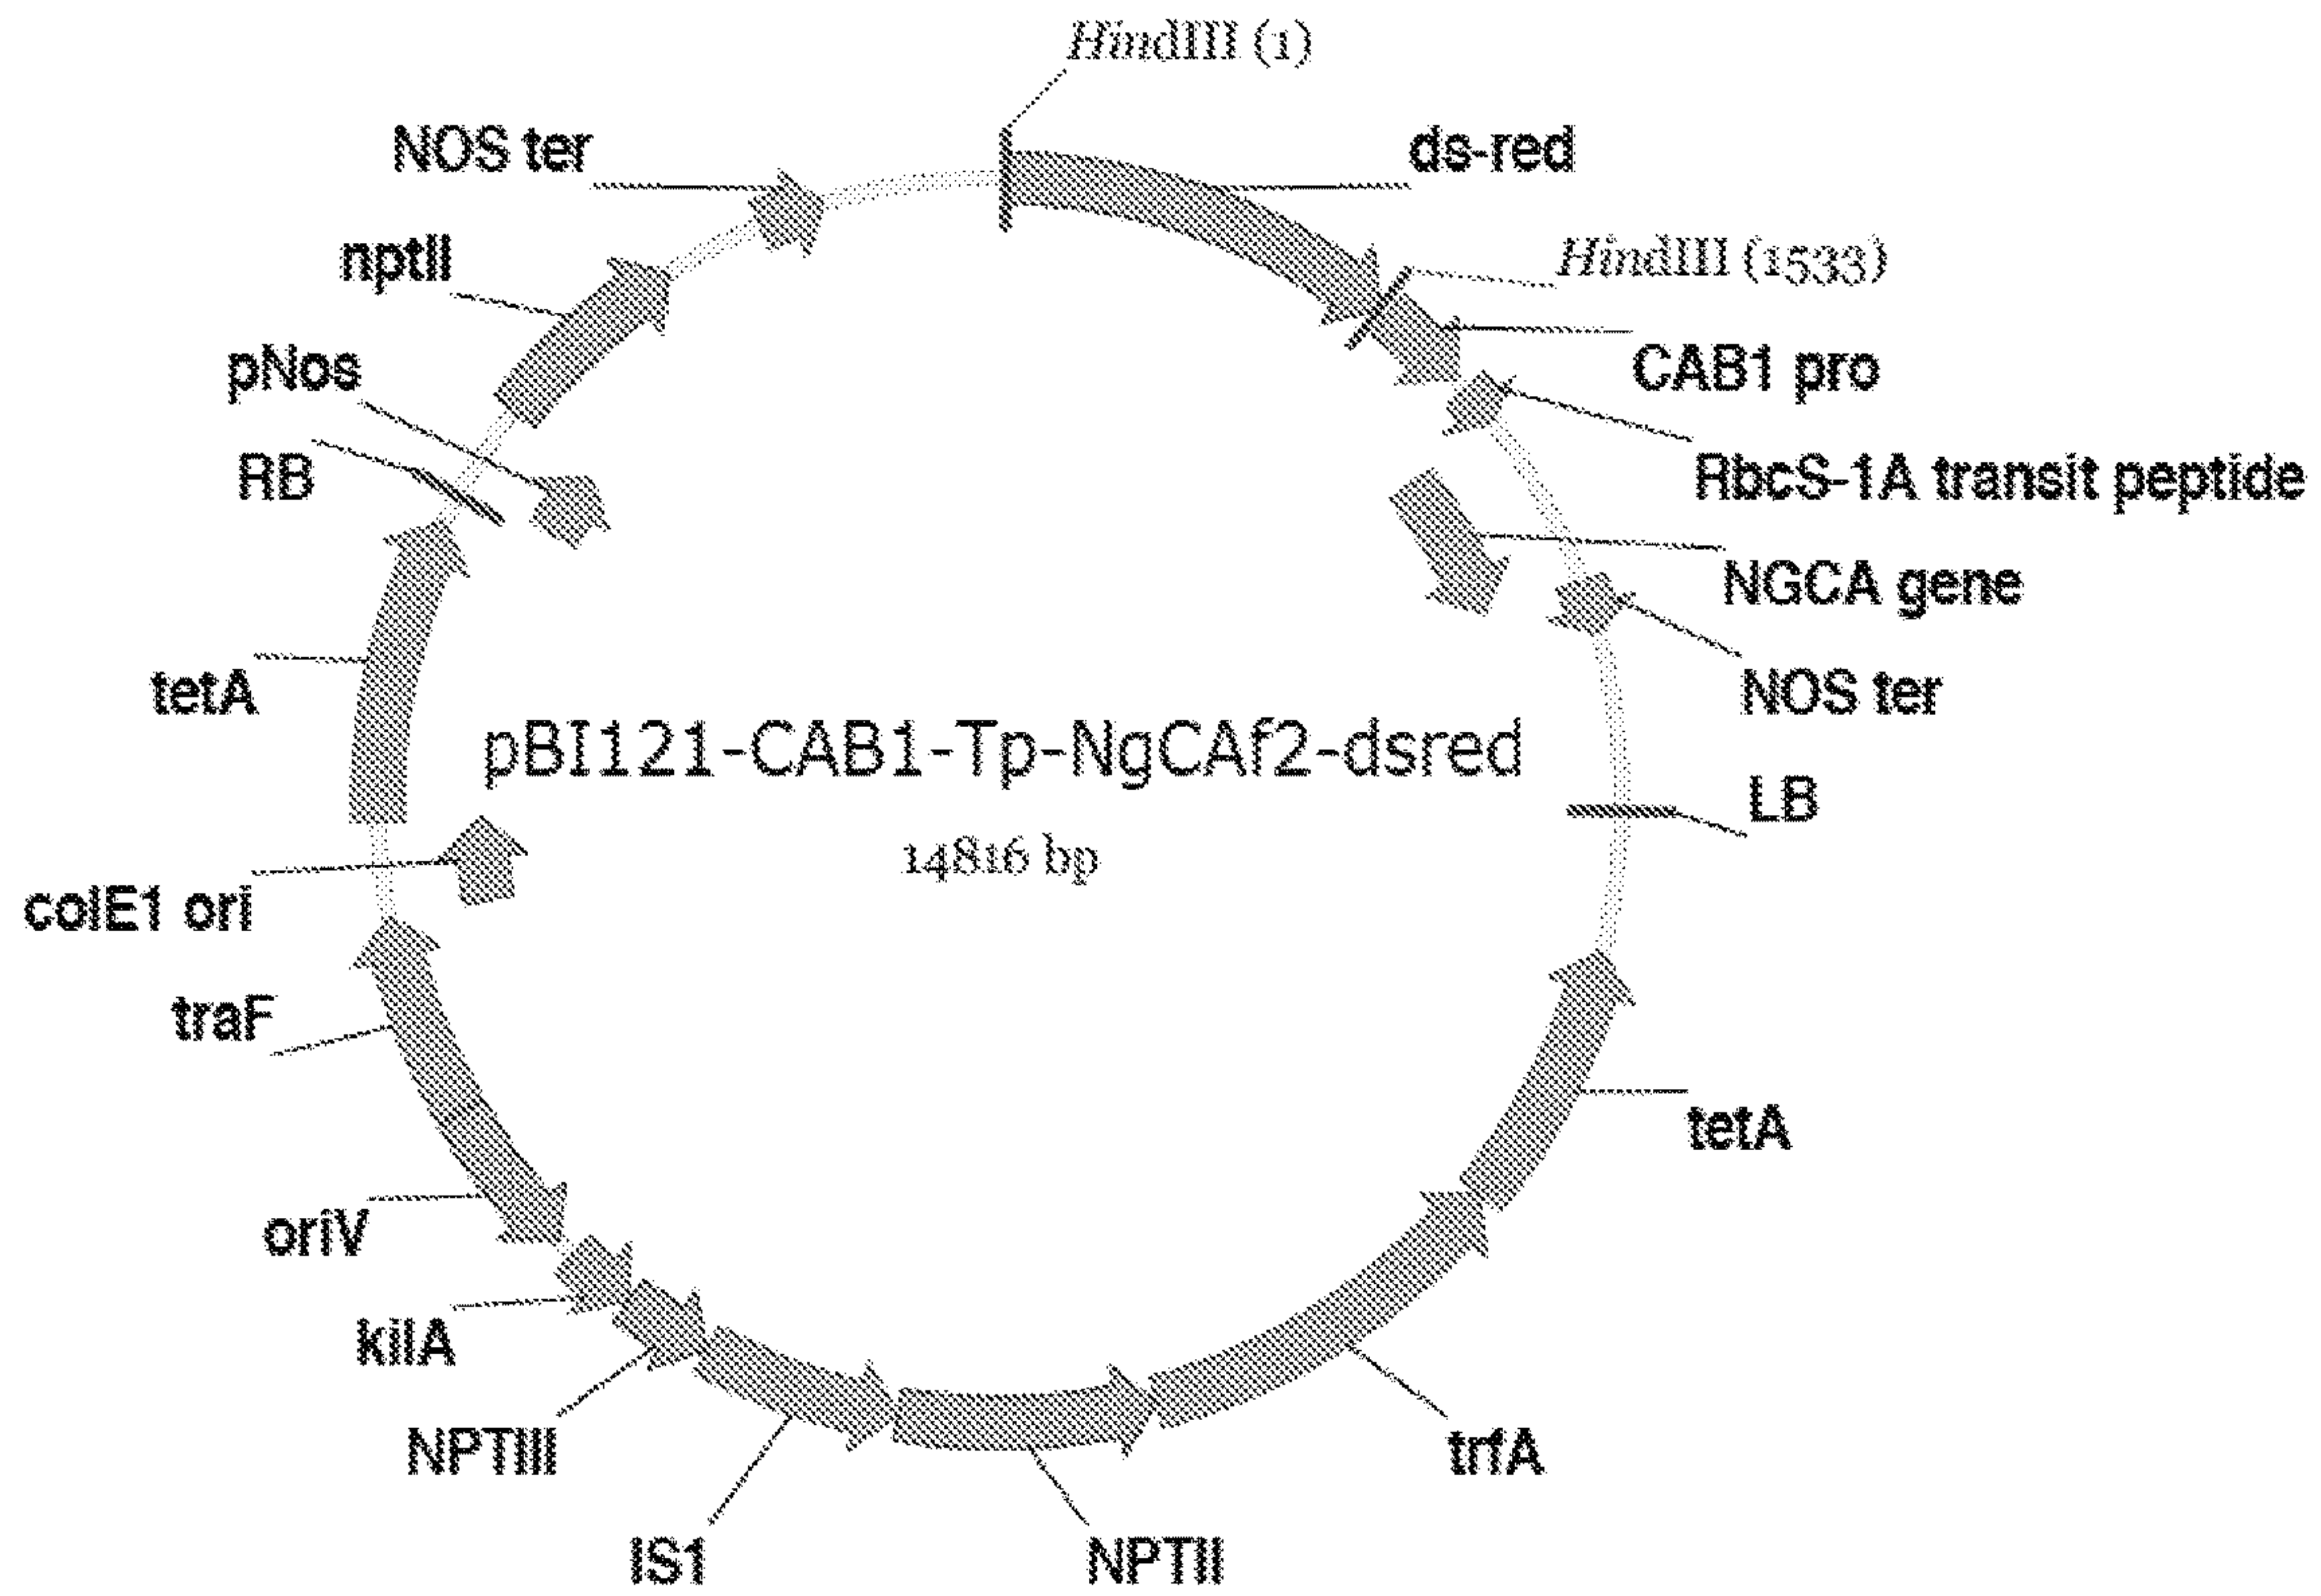 HindIII (1)
NOS ter
ds-red
nptII
HindIII (1533)
pNos
CAB1 pro
RB
RbcS-1A transit peptide
NGCA gene
tetA
NOS ter
pBI121-CAB1-Tp-NgCAf2-dsred
LB
14816 bp
colE1 ori
traF
tetA
oriV
kilA
NPTIII
trfA
IS1
NPTII